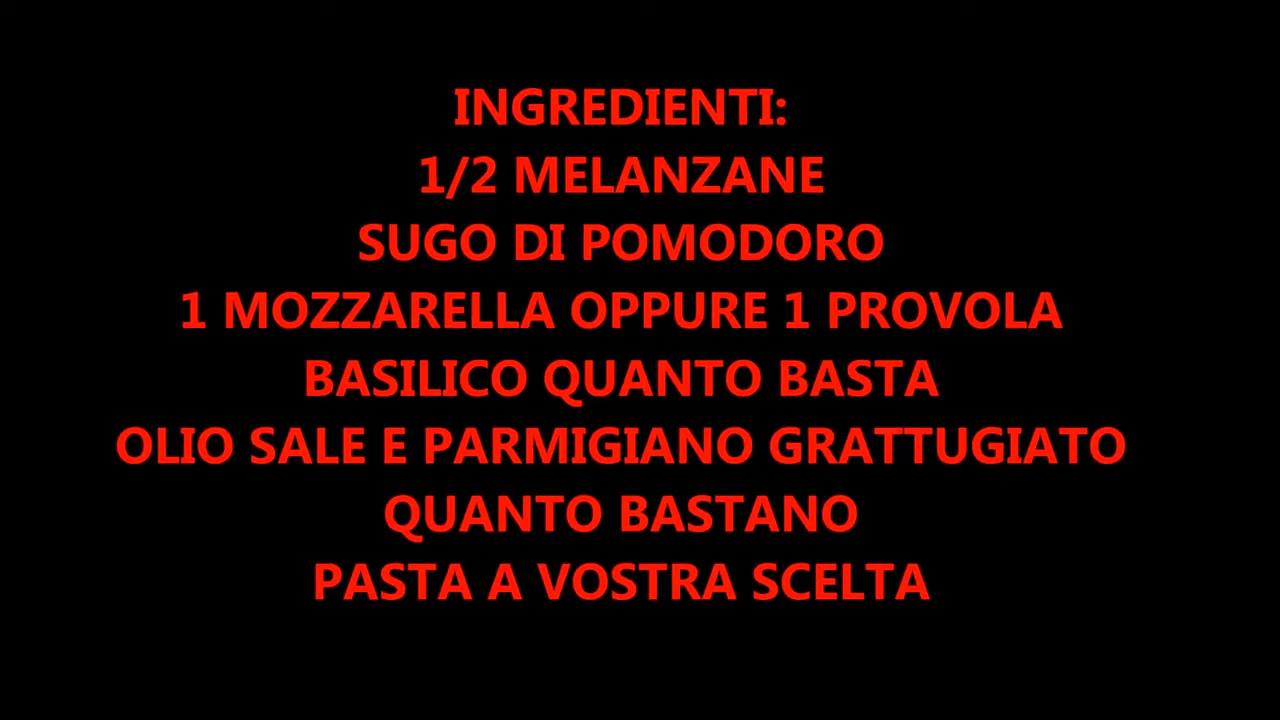 INGREDIENTI:
1/2 MELANZANE
SUGO DI POMODORO
1 MOZZARELLA OPPURE 1 PROVOLA
BASILICO QUANTO BASTA
OLIO SALE E PARMIGIANO GRATTUGIATO
QUANTO BASTANO
PASTA A VOSTRA SCELTA